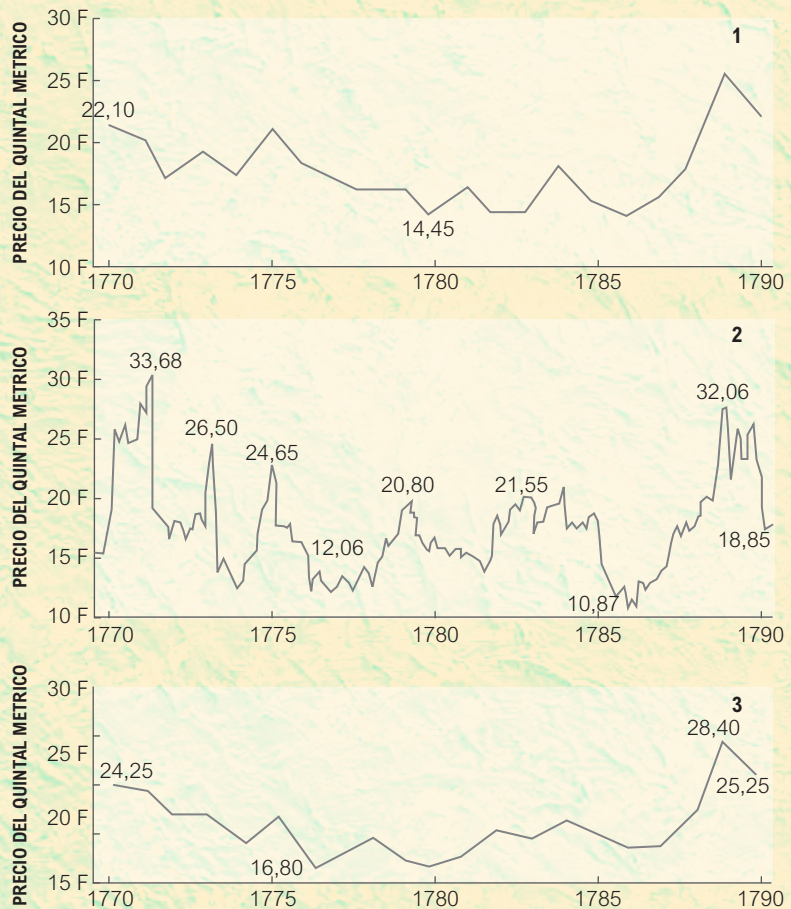 PRECIO DEL QUINTAL METRICO
30 F
1
25 F
22,10
20 F
15 F
14,45
10 F
1770 1775 1780 1785 1790
PRECIO DEL QUINTAL METRICO
35 F
2
33,68
30 F
32,06
26,50
25 F
24,65
20,80 21,55
20 F
18,85
15 F
12,06
10,87
10 F
1770 1775 1780 1785 1790
PRECIO DEL QUINTAL METRICO
30 F
3
28,40
25 F
24,25
25,25
20 F
16,80
15 F
1770 1775 1780 1785 1790